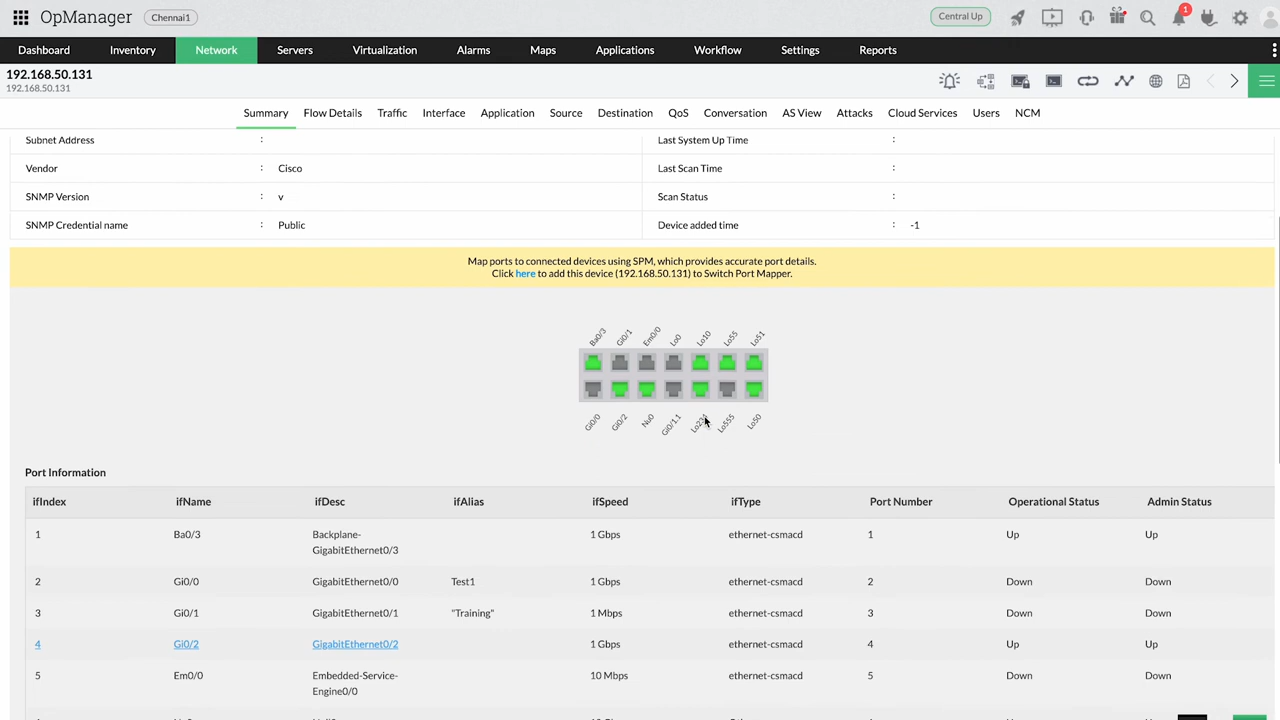 OpManager Chennai1 Central Up 1
Dashboard Inventory Network Servers Virtualization Alarms Maps Applications Workflow Settings Reports
192.168.50.131
192.168.50.131
Summary Flow Details Traffic Interface Application Source Destination QoS Conversation AS View Attacks Cloud Services Users NCM
Subnet Address : Last System Up Time :
Vendor : Cisco Last Scan Time :
SNMP Version : v Scan Status :
SNMP Credential name : Public Device added time : -1
Map ports to connected devices using SPM, which provides accurate port details.
Click here to add this device (192.168.50.131) to Switch Port Mapper.
Ba0/3 Gi0/1 Em0/0 Lo0 Lo10 Lo55 Lo51
Gi0/0 Gi0/2 Nu0 Gi0/1.1 Lo555 Lo50
Port Information
ifIndex ifName ifDesc ifAlias ifSpeed ifType Port Number Operational Status Admin Status
1 Ba0/3 Backplane- 1 Gbps ethernet-csmacd 1 Up Up
GigabitEthernet0/3
2 Gi0/0 GigabitEthernet0/0 Test1 1 Gbps ethernet-csmacd 2 Down Down
3 Gi0/1 GigabitEthernet0/1 "Training" 1 Mbps ethernet-csmacd 3 Down Down
4 Gi0/2 GigabitEthernet0/2 1 Gbps ethernet-csmacd 4 Up Up
5 Em0/0 Embedded-Service- 10 Mbps ethernet-csmacd 5 Down Down
Engine0/0